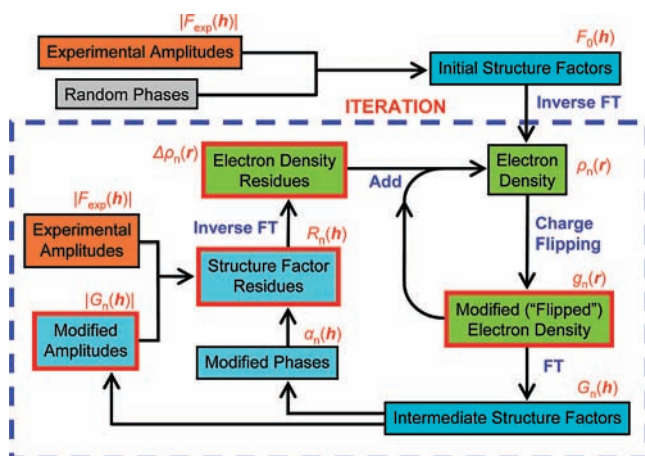 |F_exp(h)|
Experimental Amplitudes
Random Phases
F_0(h)
Initial Structure Factors
ITERATION
Inverse FT
Δρ_n(r)
Electron Density
Residues
Add
Electron
Density
ρ_n(r)
|F_exp(h)|
Experimental
Amplitudes
Inverse FT
R_n(h)
Structure Factor
Residues
Charge
Flipping
g_n(r)
|G_n(h)|
Modified
Amplitudes
α_n(h)
Modified Phases
Modified ("Flipped")
Electron Density
FT
G_n(h)
Intermediate Structure Factors